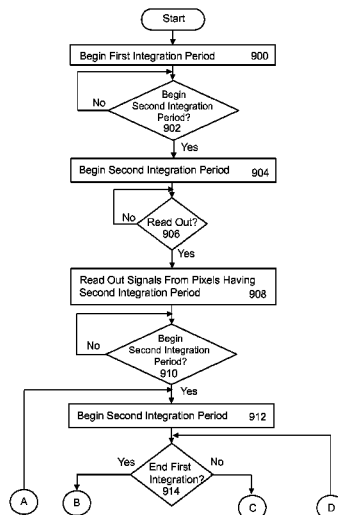 Start
Begin First Integration Period 900
Begin
Second Integration
Period?
902
No
Yes
Begin Second Integration Period 904
Read Out?
906
No
Yes
Read Out Signals From Pixels Having
Second Integration Period 908
Begin
Second Integration
Period?
910
No
Yes
Begin Second Integration Period 912
Yes
End First
Integration?
914
No
A
B
C
D